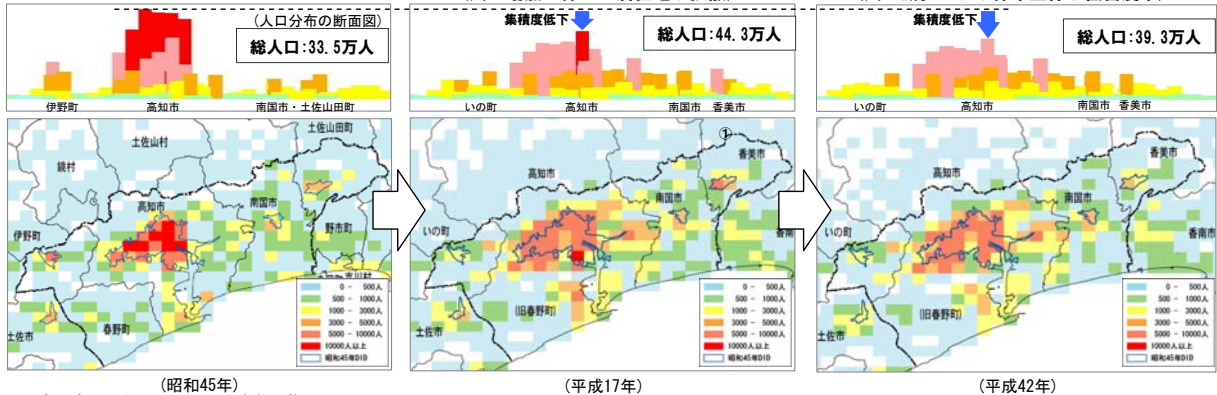 (人口分布の断面図)
総人口:33.5万人
伊野町
高知市
南国市・土佐山田町
集積度低下
総人口:44.3万人
いの町
高知市
南国市 香美市
集積度低下
総人口:39.3万人
いの町
高知市
南国市 香美市
土佐山田町
土佐山村
鏡村
高知市
南国市
伊野町
野市町
春野町
土佐市
0 - 500人
500 - 1000人
1000 - 3000人
3000 - 5000人
5000 - 10000人
10000人以上
昭和45年DID
(昭和45年)
①
香美市
高知市
南国市
いの町
香南
(旧春野町)
土佐市
0 - 500人
500 - 1000人
1000 - 3000人
3000 - 5000人
5000 - 10000人
10000人以上
昭和45年DID
(平成17年)
香美市
高知市
南国市
いの町
香南市
(旧春野町)
土佐市
0 - 500人
500 - 1000人
1000 - 3000人
3000 - 5000人
5000 - 10000人
10000人以上
昭和45年DID
(平成42年)